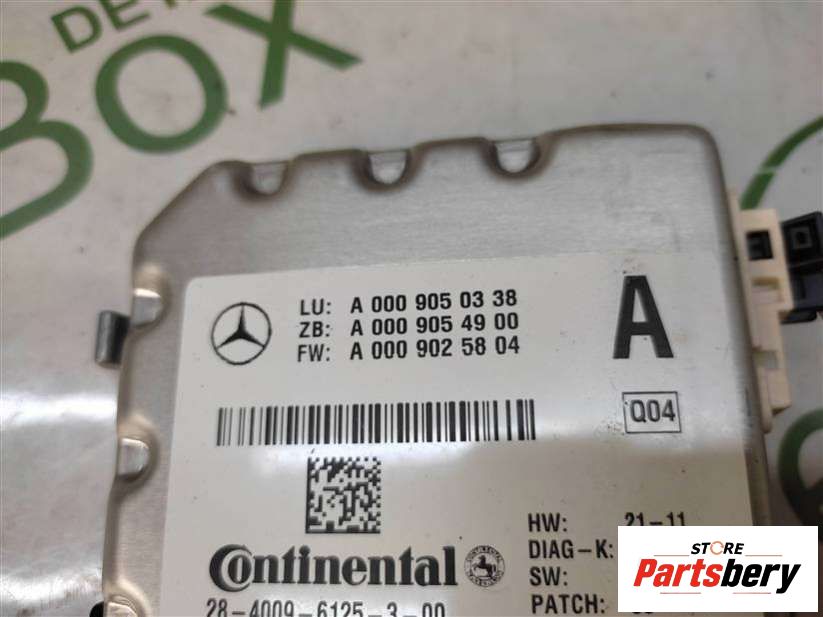 DET
BOX
LU: A 000 905 03 38
ZB: A 000 905 49 00
FW: A 000 902 58 04
A
Q04
HW: 21-11
DIAG-K:
SW:
PATCH:
Continental
28-4009-6125-3-00
STORE
Partsbery